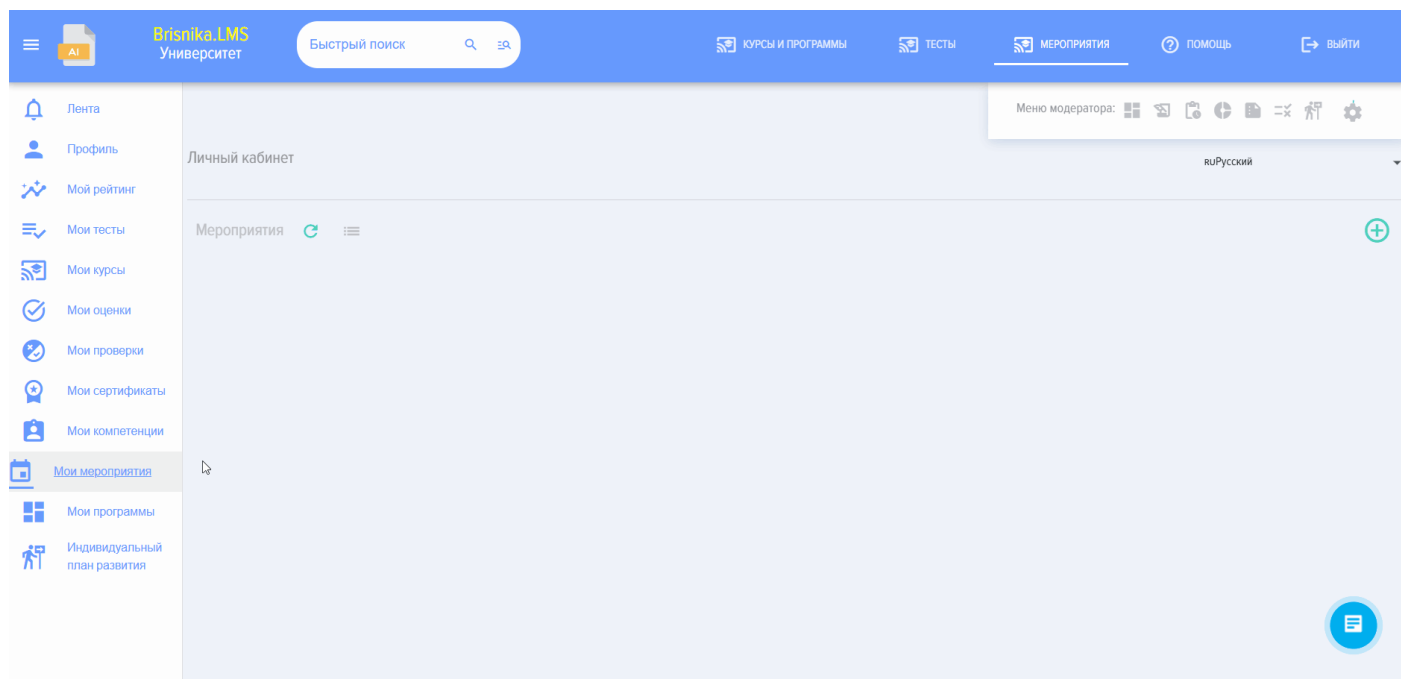 AI
Brisnika.LMS
Университет
Быстрый поиск
КУРСЫ И ПРОГРАММЫ
ТЕСТЫ
МЕРОПРИЯТИЯ
ПОМОЩЬ
ВЫЙТИ
Меню модератора:
Лента
Профиль
Мой рейтинг
Мои тесты
Мои курсы
Мои оценки
Мои проверки
Мои сертификаты
Мои компетенции
Мои мероприятия
Мои программы
Индивидуальный
план развития
Личный кабинет
RUРусский
Мероприятия